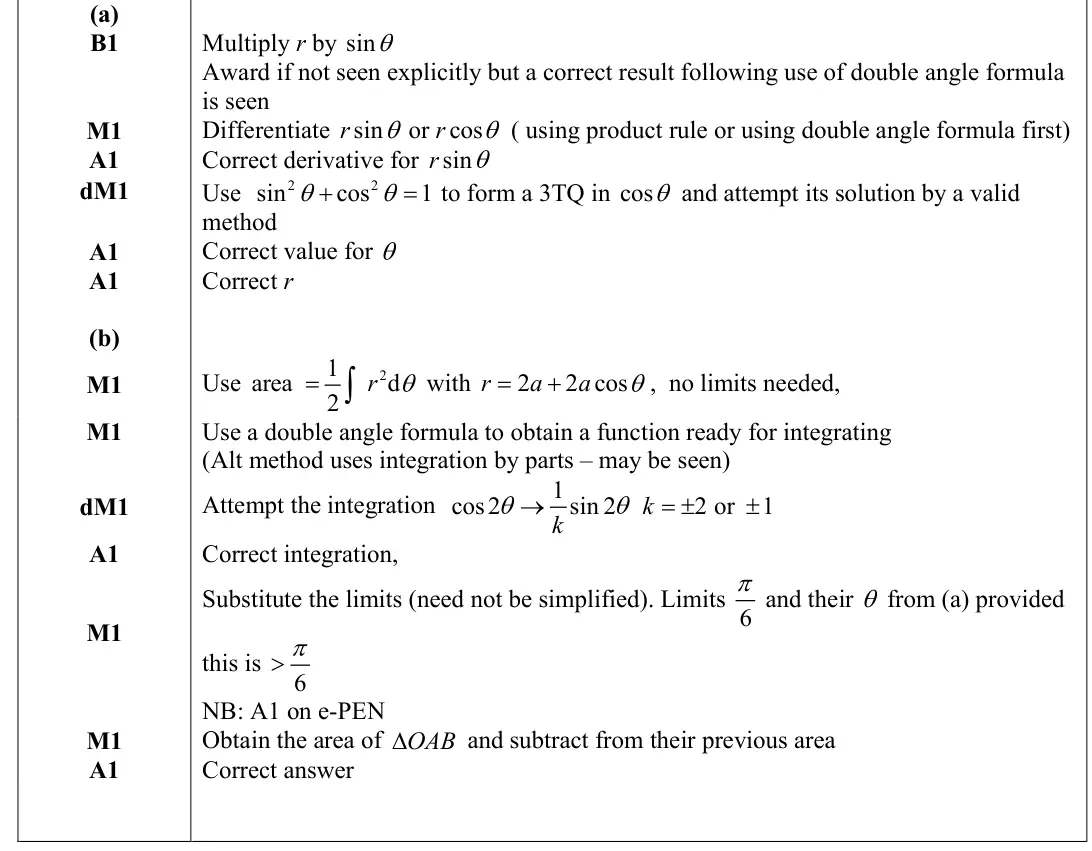 (a)
B1 Multiply r by sin θ
Award if not seen explicitly but a correct result following use of double angle formula
is seen
M1 Differentiate r sin θ or r cos θ ( using product rule or using double angle formula first)
A1 Correct derivative for r sin θ
dM1 Use sin² θ + cos² θ = 1 to form a 3TQ in cos θ and attempt its solution by a valid
method
A1 Correct value for θ
A1 Correct r
(b)
M1 Use area = 1/2 ∫ r² dθ with r = 2a + 2a cos θ , no limits needed,
M1 Use a double angle formula to obtain a function ready for integrating
(Alt method uses integration by parts – may be seen)
dM1 Attempt the integration cos 2θ → 1/k sin 2θ k = ±2 or ±1
A1 Correct integration,
Substitute the limits (need not be simplified). Limits π/6 and their θ from (a) provided
M1
this is > π/6
NB: A1 on e-PEN
M1 Obtain the area of ΔOAB and subtract from their previous area
A1 Correct answer